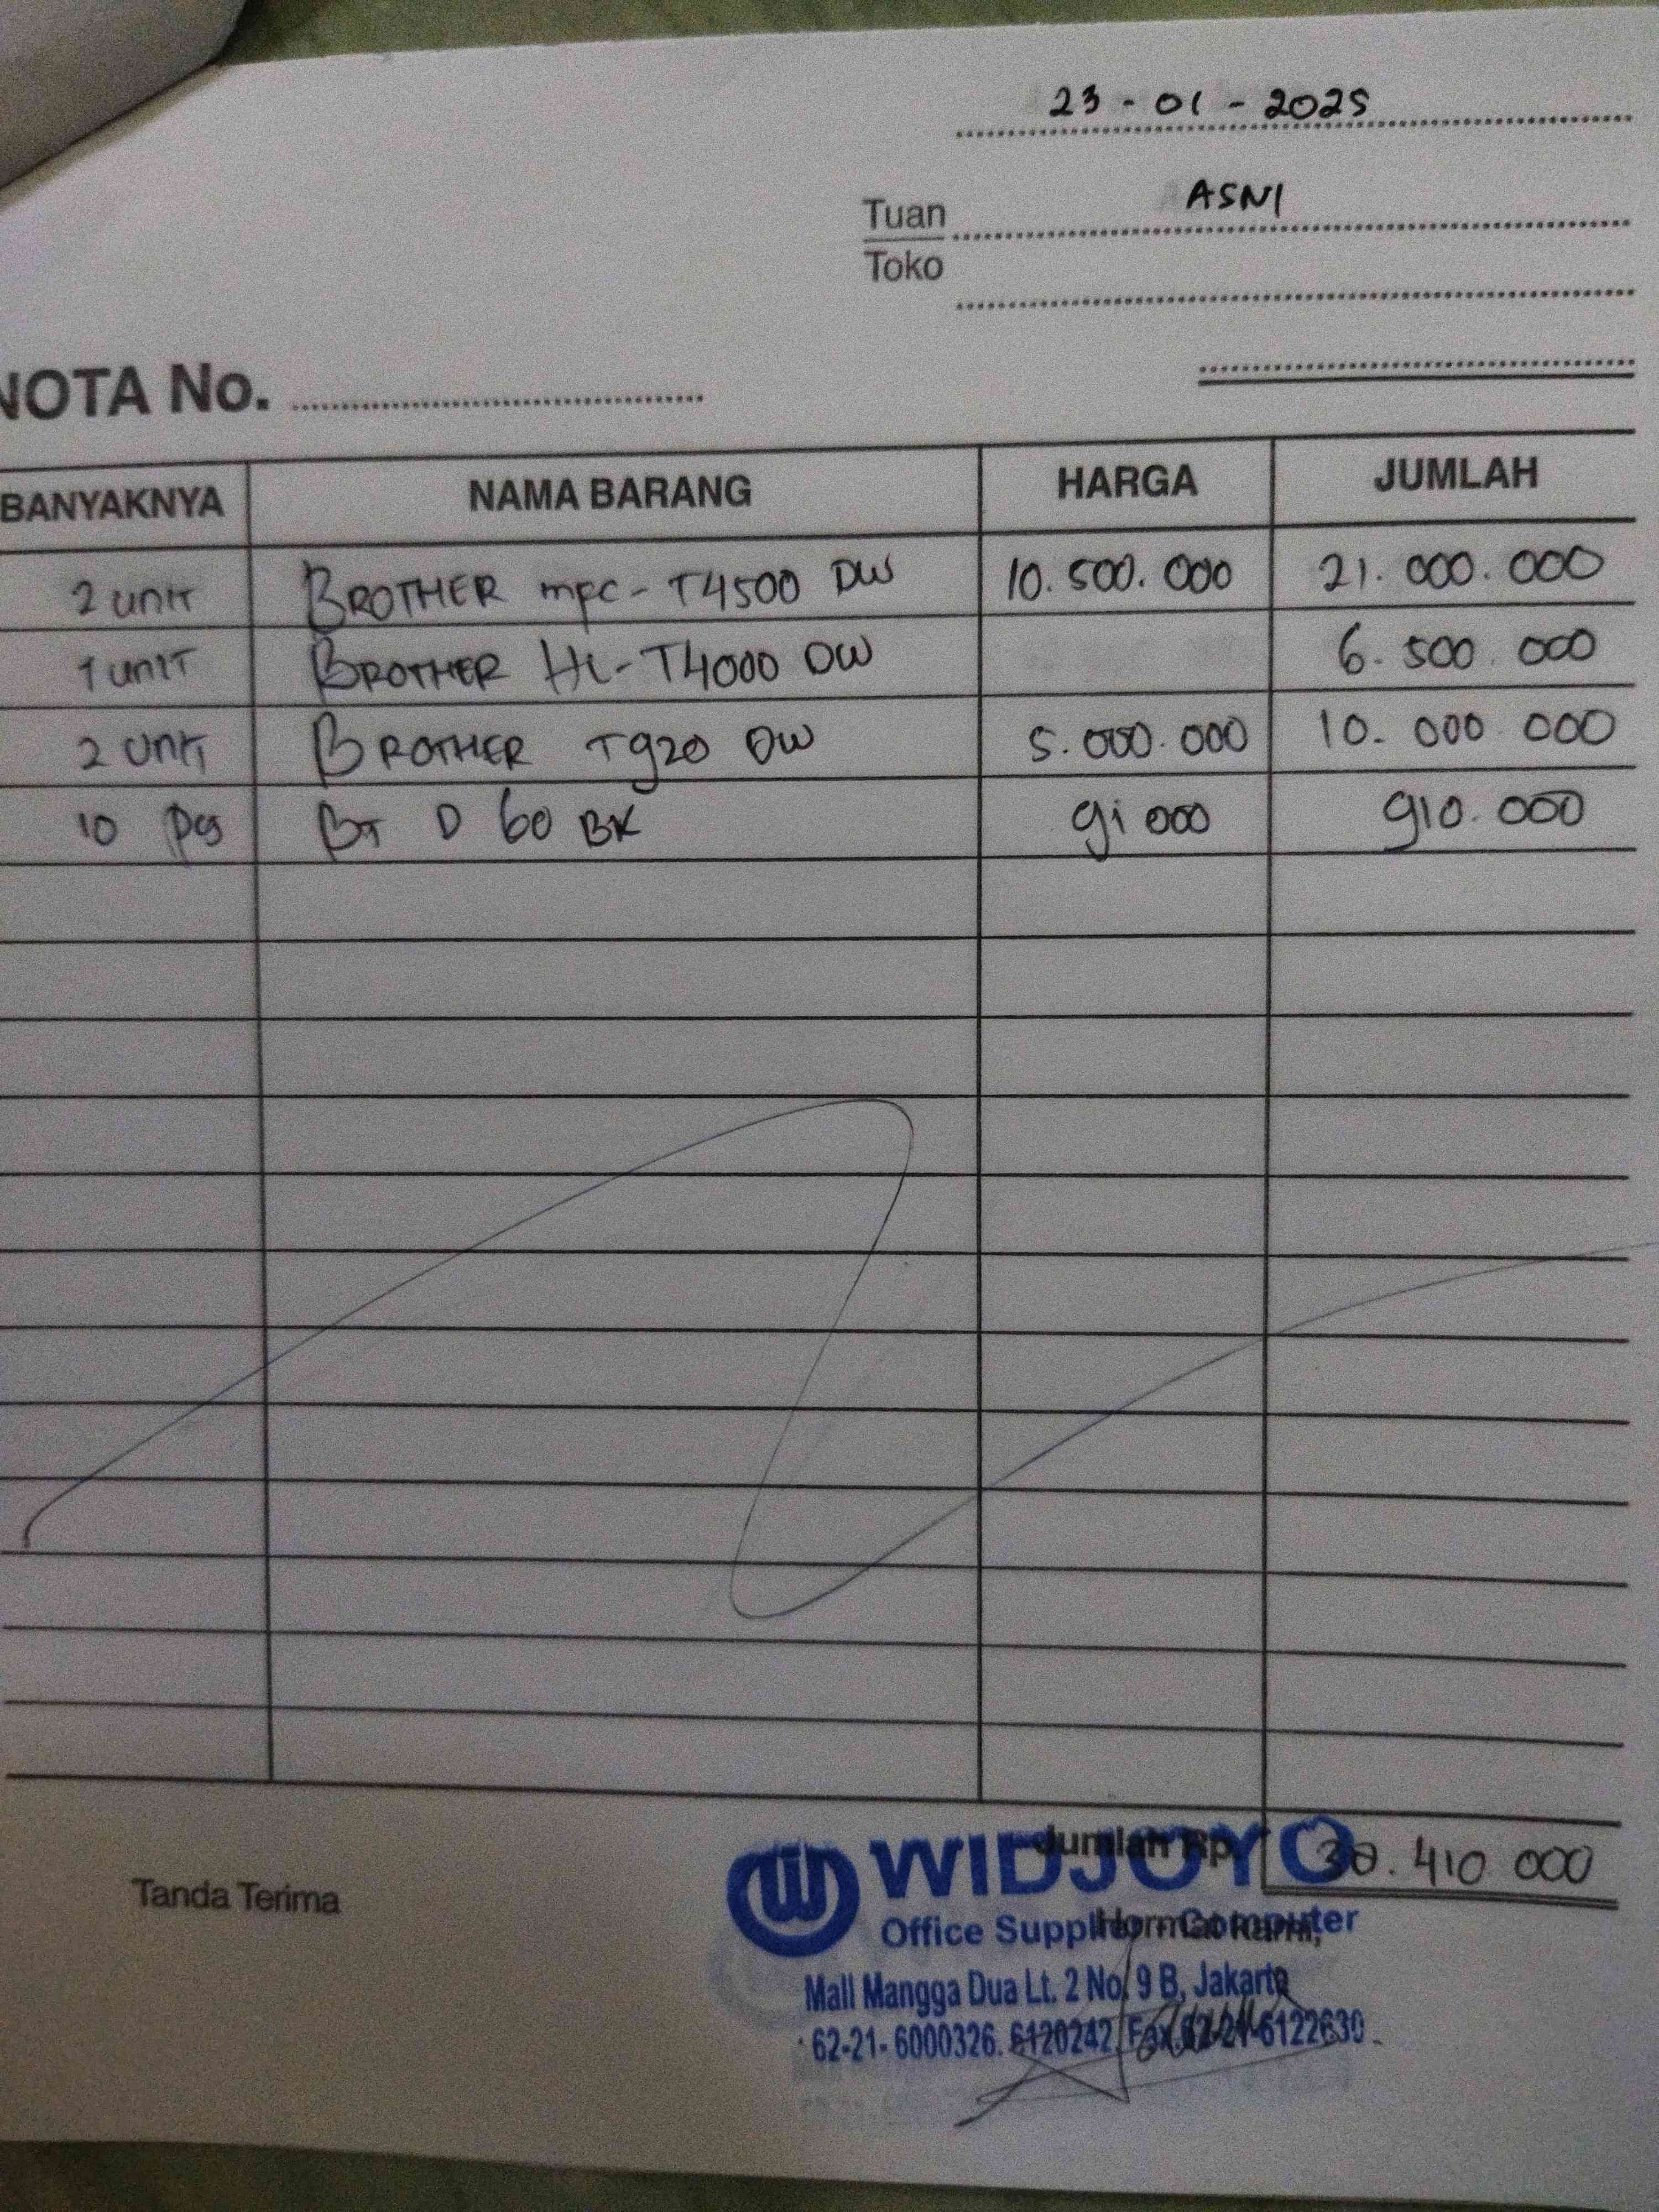 23 - 01 - 2025
Tuan ASNI
Toko
NOTA No.
BANYAKNYA NAMA BARANG HARGA JUMLAH
2 unit BROTHER mfc - T4500 DW 10.500.000 21.000.000
1 unit BROTHER HL-T4000 DW 6.500.000
2 unit BROTHER T920 DW 5.000.000 10.000.000
10 pcs BT D 60 BK 91 000 910.000
Jumlah Rp. 38.410 000
Tanda Terima
WIDJOYO
Hormat Kami,
Office Supplies - Computer
Mall Mangga Dua Lt. 2 No. 9 B, Jakarta
62-21- 6000326. 6120242, Fax.62-21-6122630